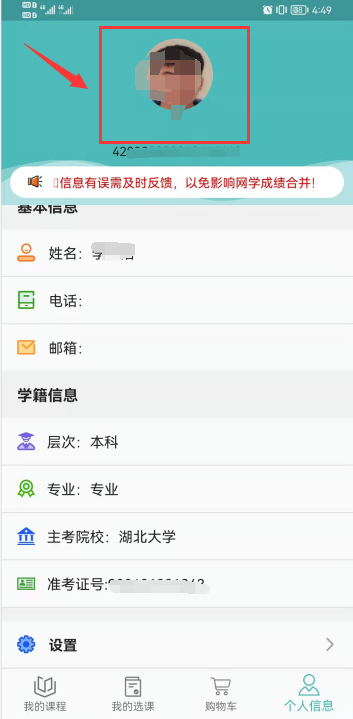 4:49
信息有误需及时反馈，以免影响网学成绩合并！
基本信息
姓名：
电话：
邮箱：
学籍信息
层次：本科
专业：专业
主考院校：湖北大学
准考证号:
设置
我的课程
我的选课
购物车
个人信息